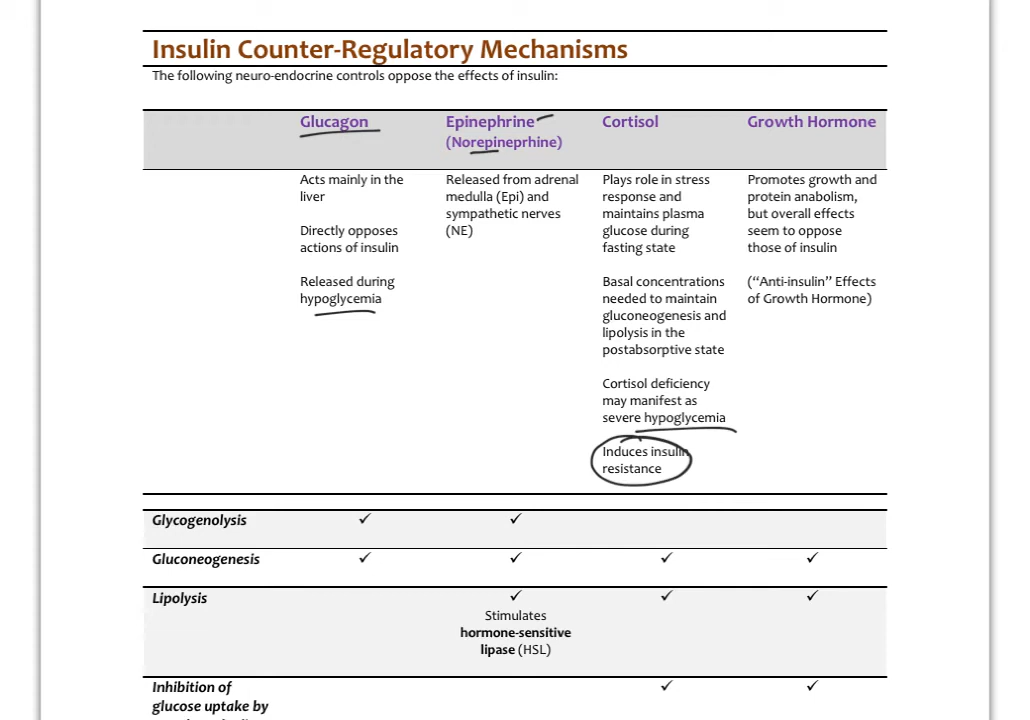 Insulin Counter-Regulatory Mechanisms
The following neuro-endocrine controls oppose the effects of insulin:
Glucagon
Epinephrine
(Norepineprhine)
Cortisol
Growth Hormone
Acts mainly in the
liver
Directly opposes
actions of insulin
Released during
hypoglycemia
Released from adrenal
medulla (Epi) and
sympathetic nerves
(NE)
Plays role in stress
response and
maintains plasma
glucose during
fasting state
Basal concentrations
needed to maintain
gluconeogenesis and
lipolysis in the
postabsorptive state
Cortisol deficiency
may manifest as
severe hypoglycemia
Induces insulin
resistance
Promotes growth and
protein anabolism,
but overall effects
seem to oppose
those of insulin
("Anti-insulin" Effects
of Growth Hormone)
Glycogenolysis ✓ ✓
Gluconeogenesis ✓ ✓ ✓ ✓
Lipolysis ✓ ✓ ✓
Stimulates
hormone-sensitive
lipase (HSL)
Inhibition of ✓ ✓
glucose uptake by